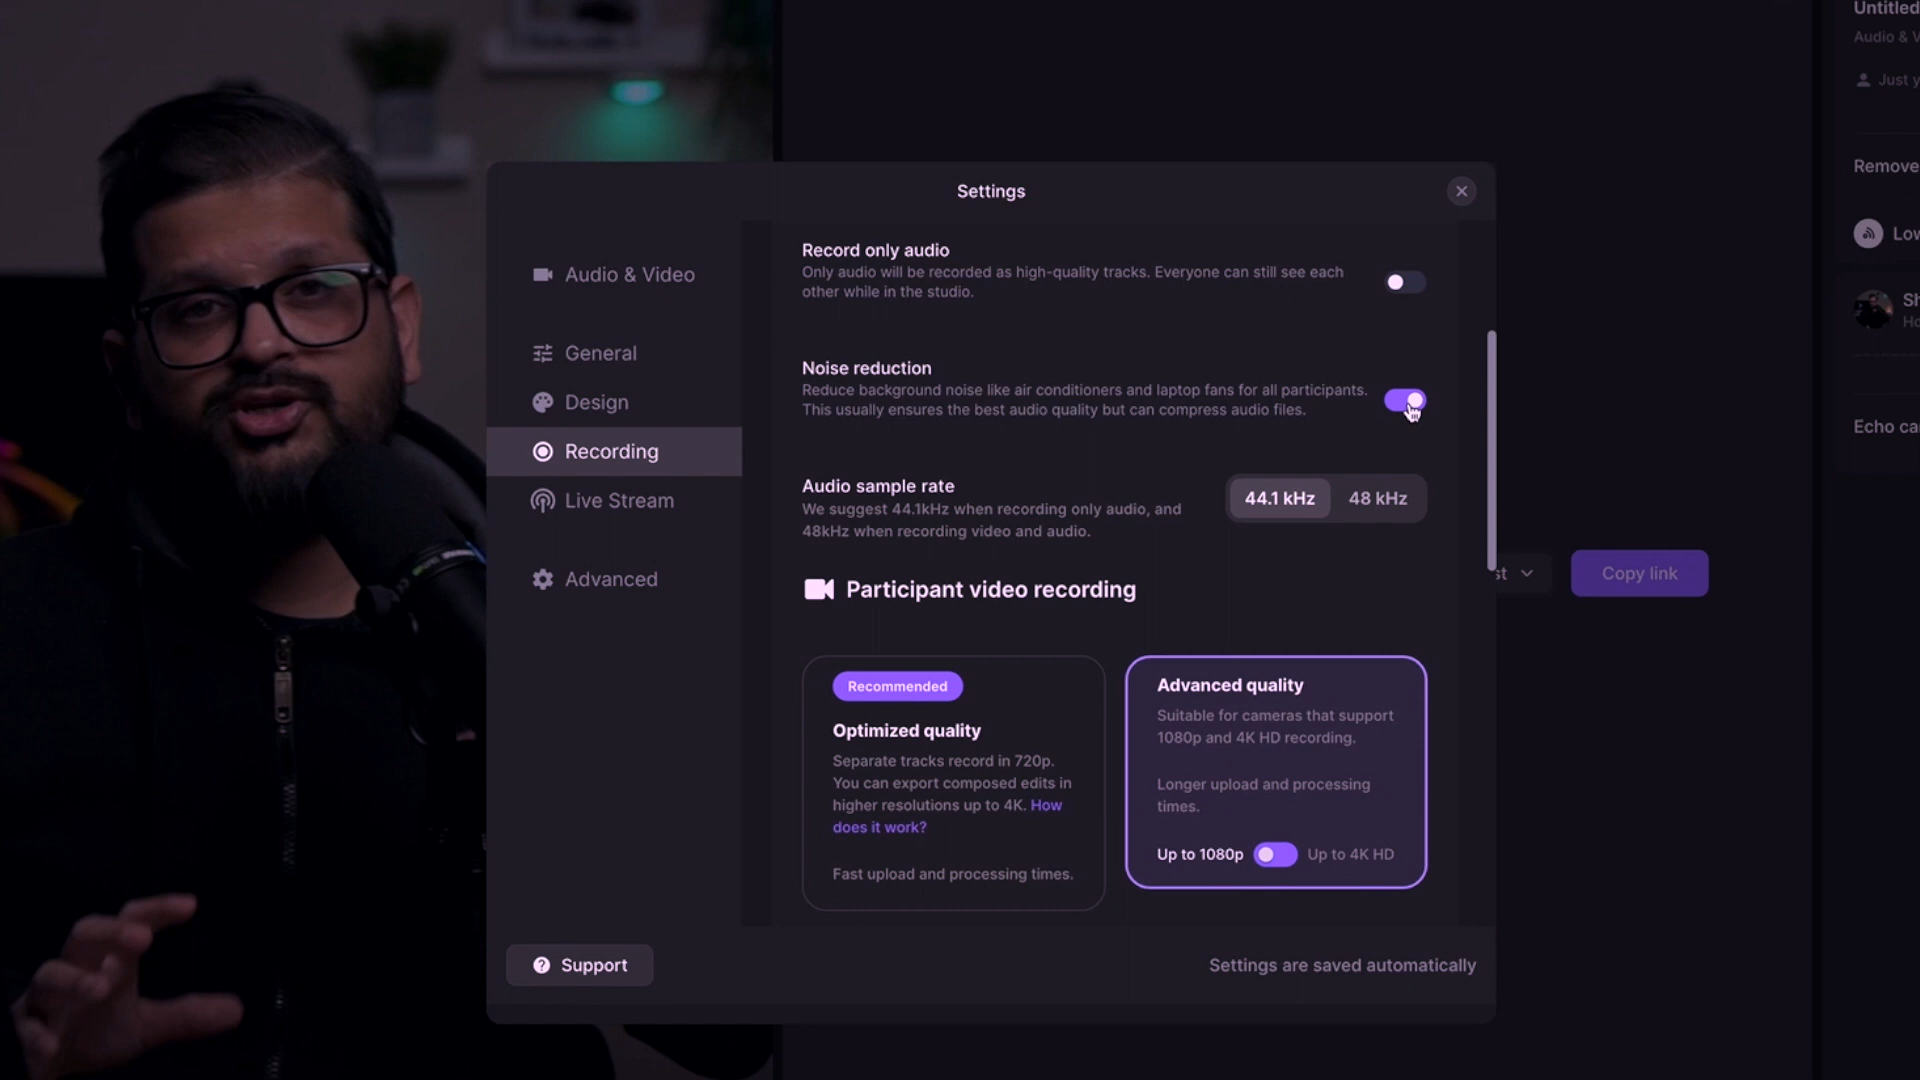 Settings
Audio & Video
General
Design
Recording
Live Stream
Advanced
Record only audio
Only audio will be recorded as high-quality tracks. Everyone can still see each
other while in the studio.
Noise reduction
Reduce background noise like air conditioners and laptop fans for all participants.
This usually ensures the best audio quality but can compress audio files.
Audio sample rate
We suggest 44.1kHz when recording only audio, and
48kHz when recording video and audio.
44.1 kHz
48 kHz
Participant video recording
Recommended
Optimized quality
Separate tracks record in 720p.
You can export composed edits in
higher resolutions up to 4K. How
does it work?
Fast upload and processing times.
Advanced quality
Suitable for cameras that support
1080p and 4K HD recording.
Longer upload and processing
times.
Up to 1080p
Up to 4K HD
Support
Settings are saved automatically
Copy link
Untitled
Audio &
Just
Remove
Echo